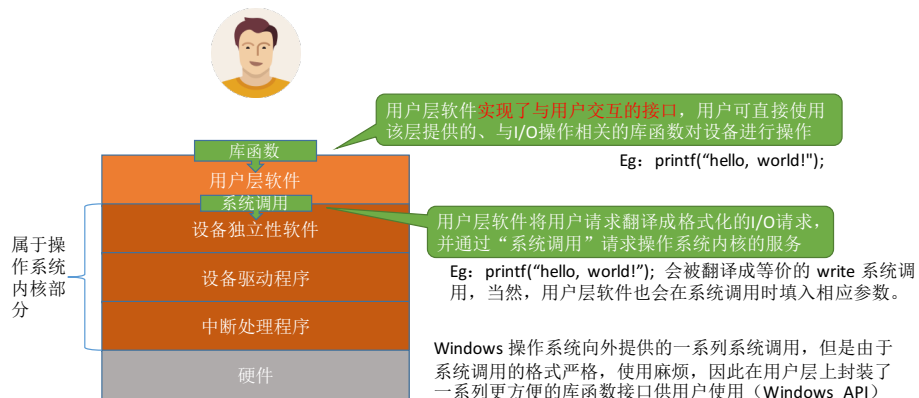 用户层软件实现了与用户交互的接口，用户可直接使用
该层提供的、与I/O操作相关的库函数对设备进行操作
Eg：printf(“hello, world!");
库函数
用户层软件
系统调用
设备独立性软件
设备驱动程序
中断处理程序
硬件
属于操
作系统
内核部
分
用户层软件将用户请求翻译成格式化的I/O请求，
并通过“系统调用”请求操作系统内核的服务
Eg：printf(“hello, world!”); 会被翻译成等价的 write 系统调
用，当然，用户层软件也会在系统调用时填入相应参数。
Windows 操作系统向外提供的一系列系统调用，但是由于
系统调用的格式严格，使用麻烦，因此在用户层上封装了
一系列更方便的库函数接口供用户使用（Windows API）